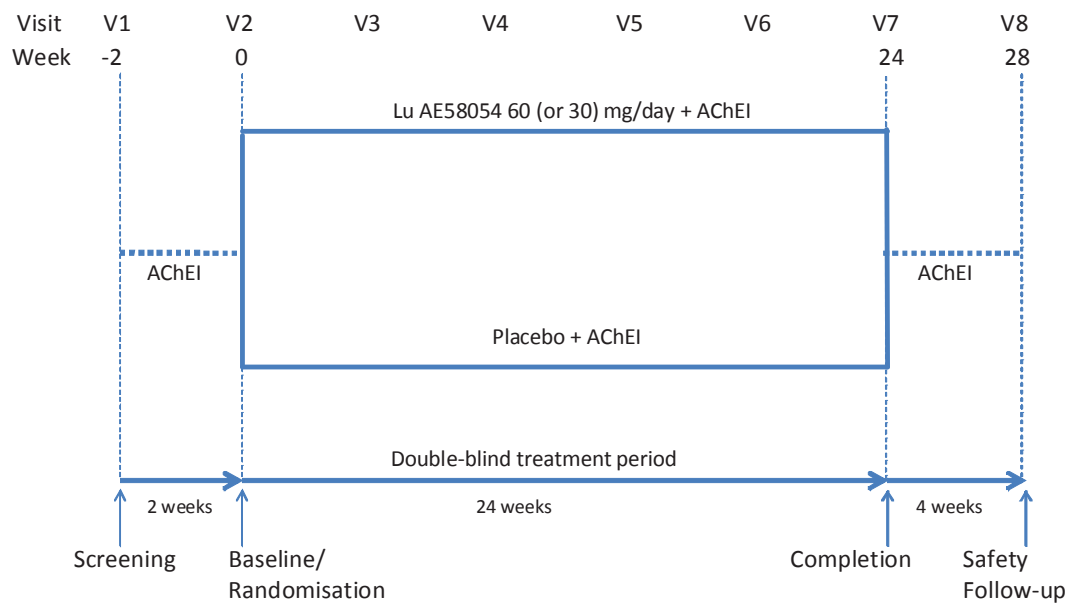 Visit V1 V2 V3 V4 V5 V6 V7 V8
Week -2 0 24 28
Lu AE58054 60 (or 30) mg/day + AChEI
AChEI AChEI
Placebo + AChEI
Double-blind treatment period
2 weeks 24 weeks 4 weeks
Screening Baseline/ Completion Safety
Randomisation Follow-up